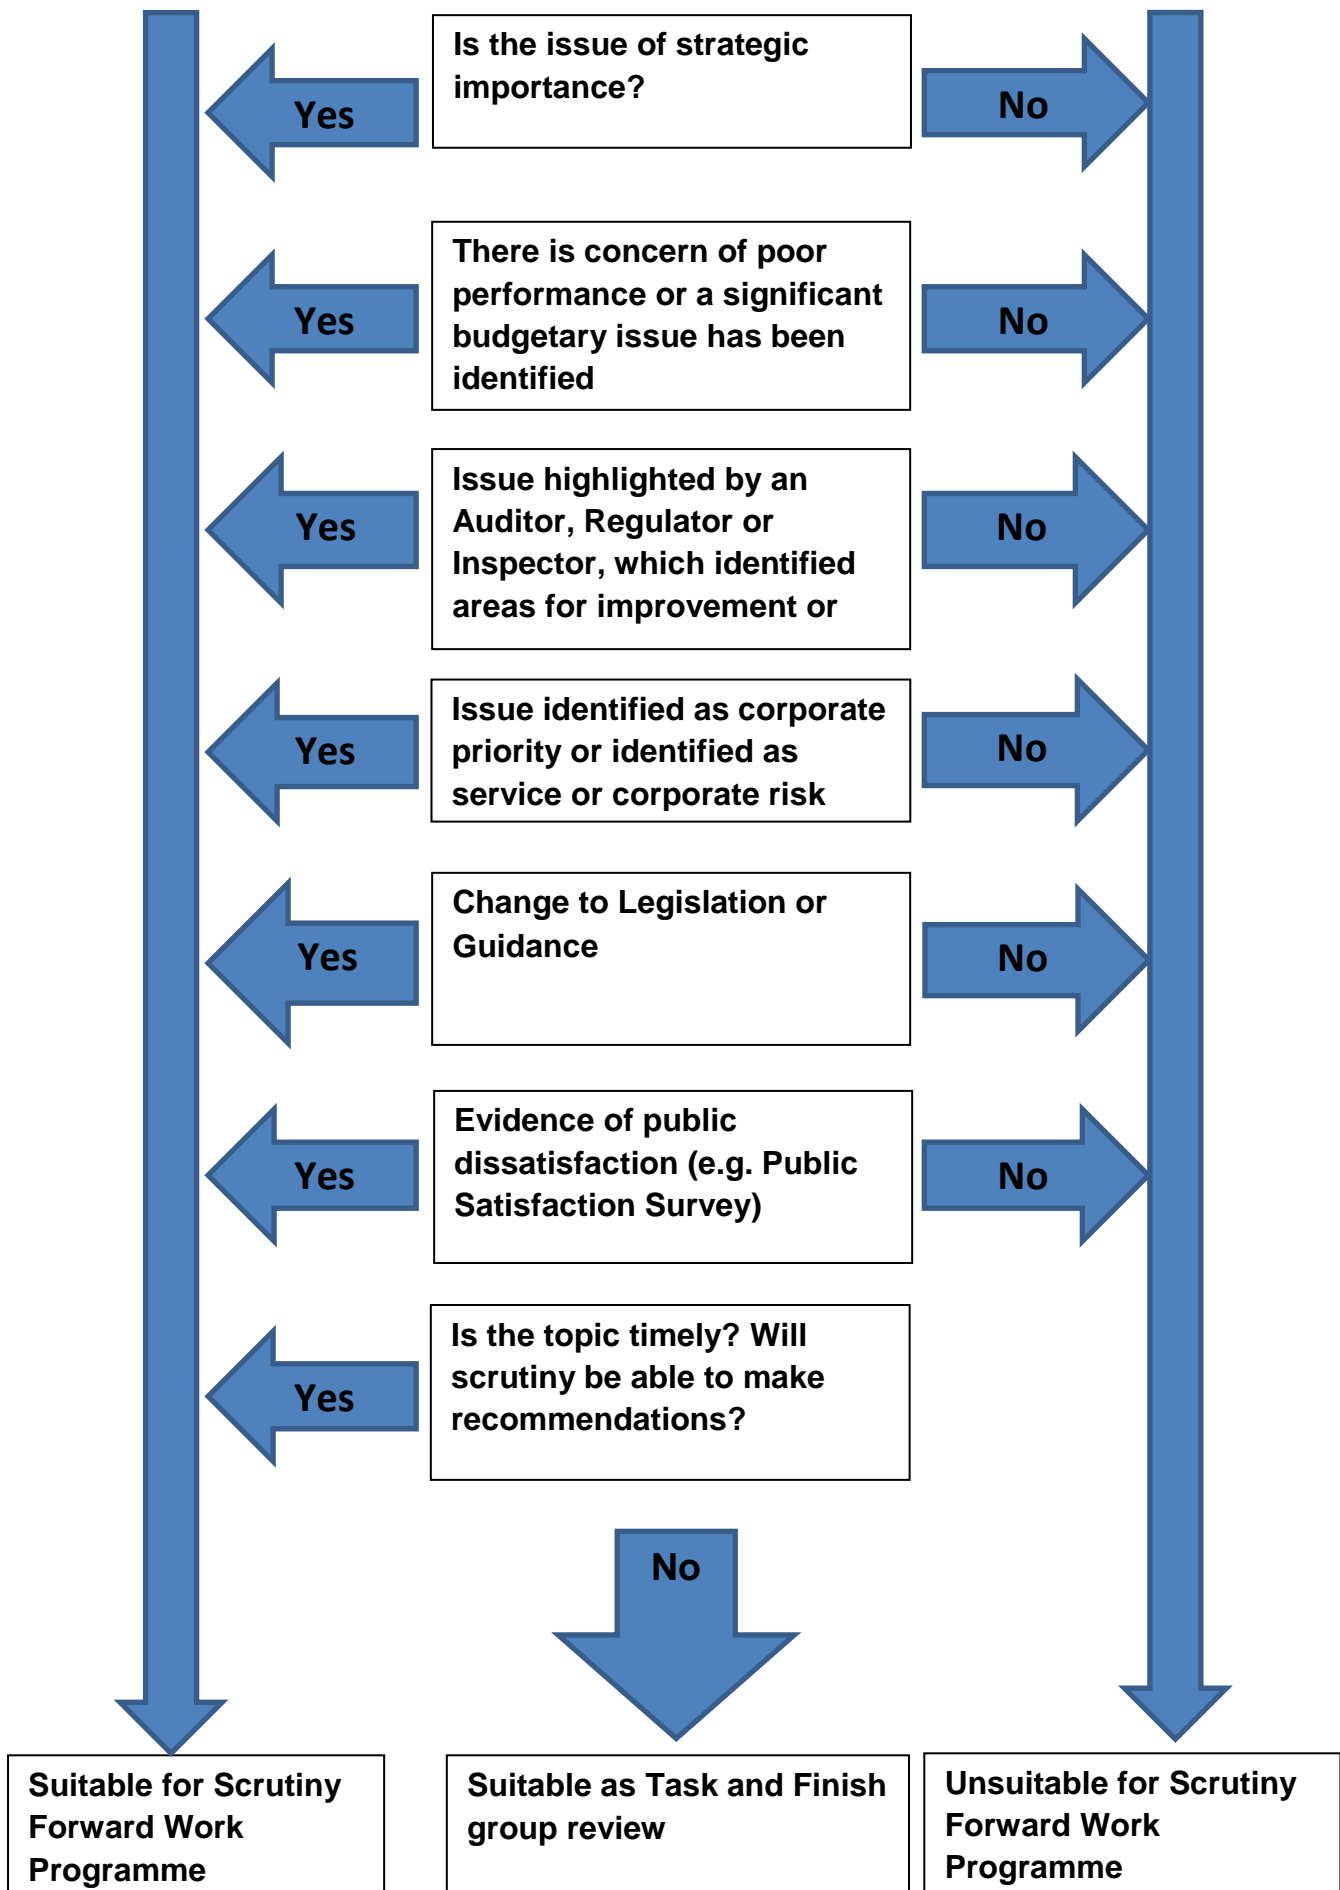 Is the issue of strategic
importance?
Yes
No
There is concern of poor
performance or a significant
budgetary issue has been
identified
Yes
No
Issue highlighted by an
Auditor, Regulator or
Inspector, which identified
areas for improvement or
Yes
No
Issue identified as corporate
priority or identified as
service or corporate risk
Yes
No
Change to Legislation or
Guidance
Yes
No
Evidence of public
dissatisfaction (e.g. Public
Satisfaction Survey)
Yes
No
Is the topic timely? Will
scrutiny be able to make
recommendations?
Yes
No
Suitable for Scrutiny
Forward Work
Programme
Suitable as Task and Finish
group review
Unsuitable for Scrutiny
Forward Work
Programme